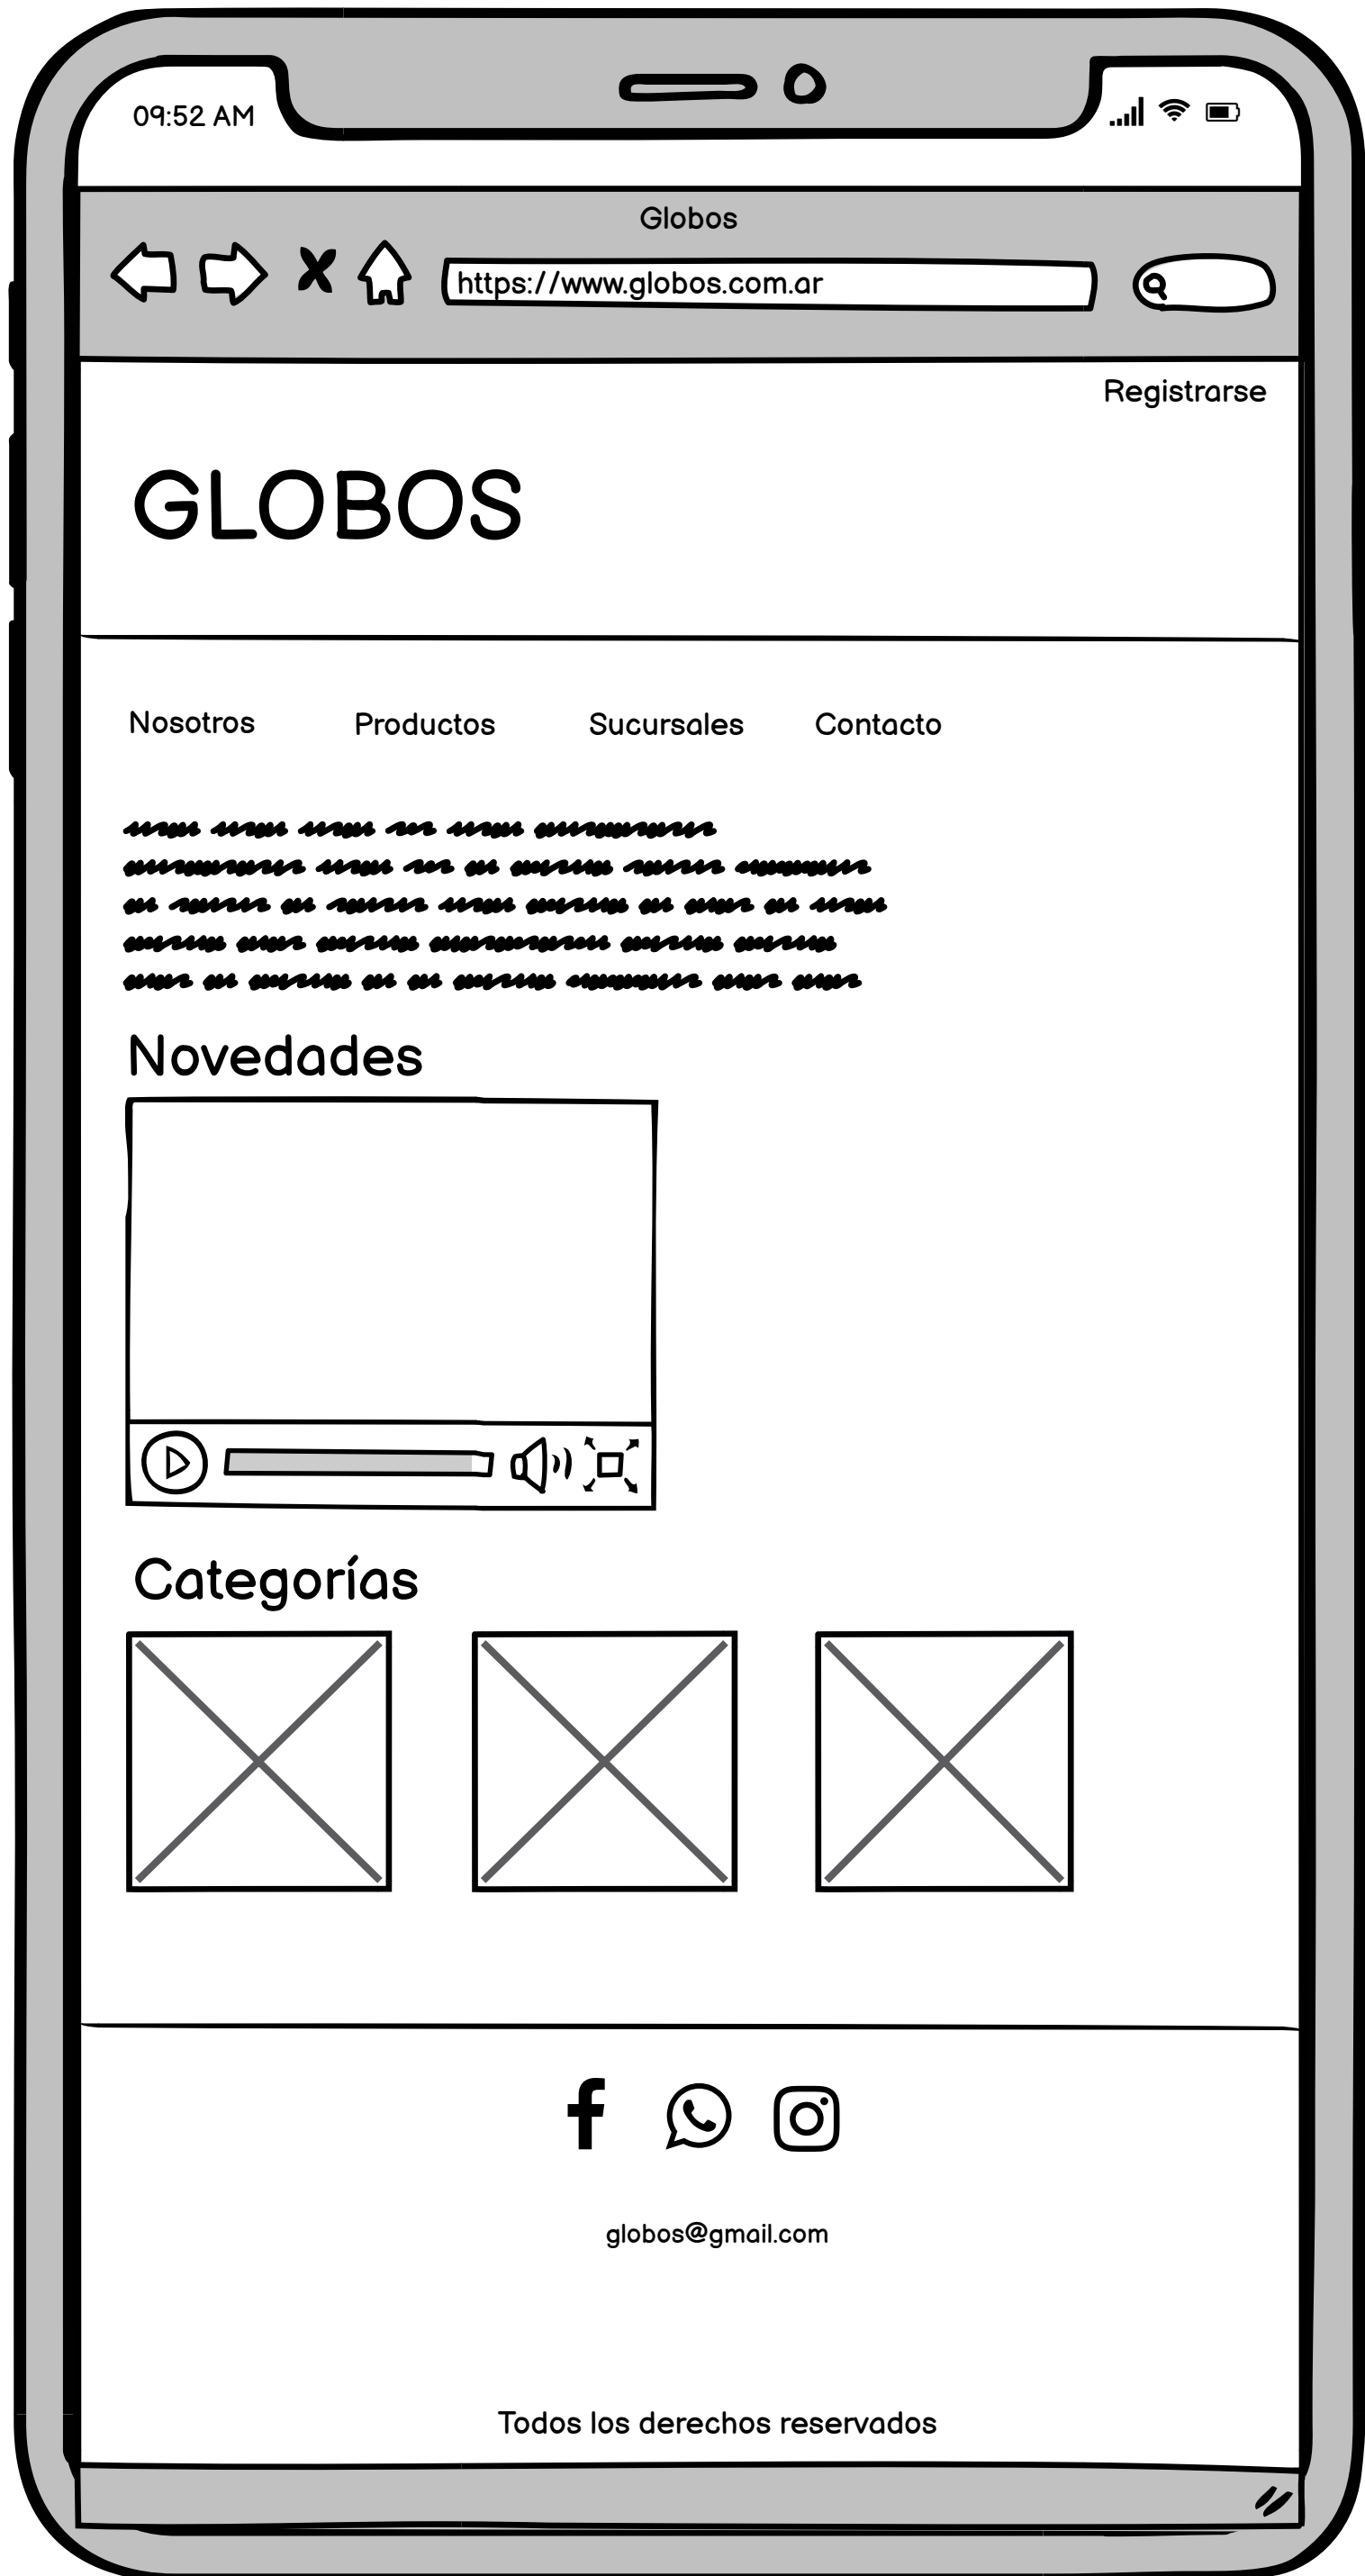 09:52 AM
Globos
https://www.globos.com.ar
Registrarse
GLOBOS
Nosotros Productos Sucursales Contacto
Novedades
Categorías
globos@gmail.com
Todos los derechos reservados